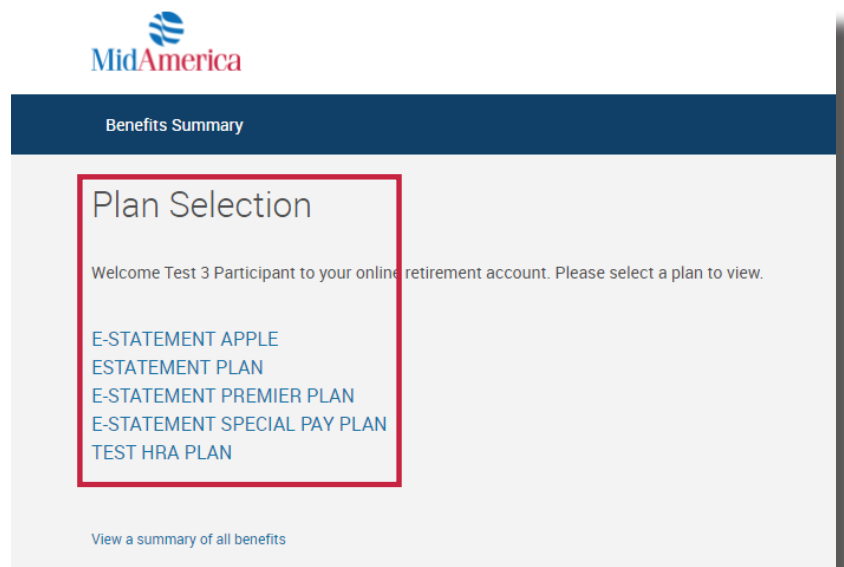 MidAmerica
Benefits Summary
Plan Selection
Welcome Test 3 Participant to your online retirement account. Please select a plan to view.
E-STATEMENT APPLE
ESTATEMENT PLAN
E-STATEMENT PREMIER PLAN
E-STATEMENT SPECIAL PAY PLAN
TEST HRA PLAN
View a summary of all benefits